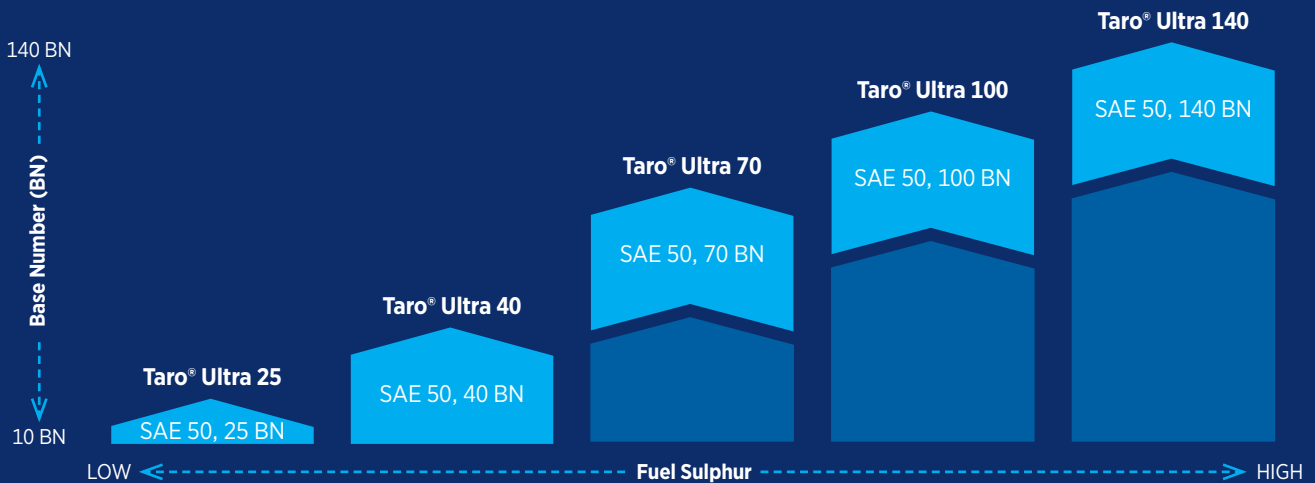 Taro® Ultra 140
140 BN
SAE 50, 140 BN
Taro® Ultra 100
SAE 50, 100 BN
Taro® Ultra 70
SAE 50, 70 BN
Taro® Ultra 40
SAE 50, 40 BN
Taro® Ultra 25
SAE 50, 25 BN
Base Number (BN)
10 BN
LOW
Fuel Sulphur
HIGH